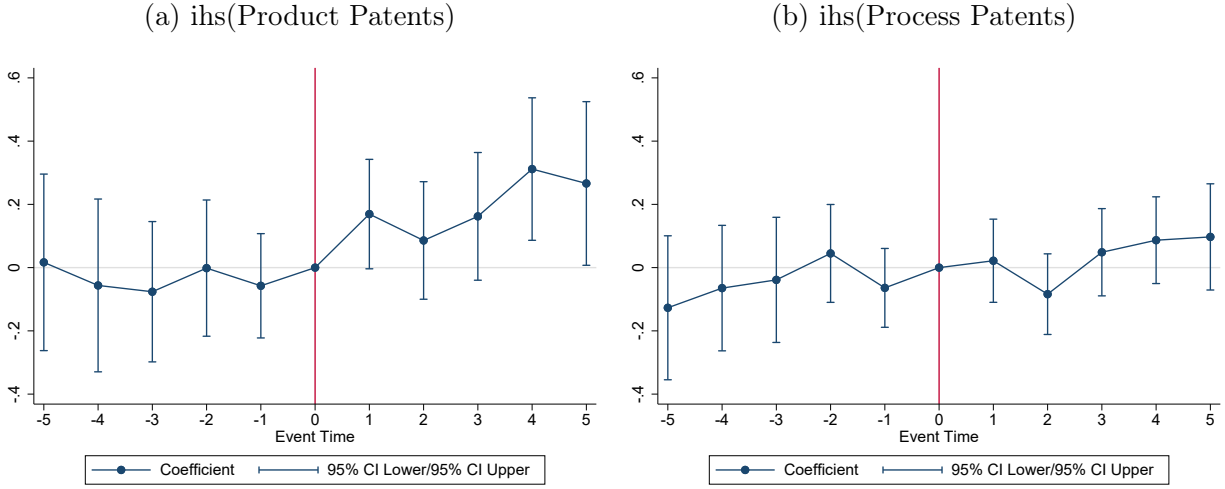 (a) ihs(Product Patents)
.6
.4
.2
0
-.2
-.4
-5 -4 -3 -2 -1 0 1 2 3 4 5
Event Time
Coefficient 95% CI Lower/95% CI Upper
(b) ihs(Process Patents)
.6
.4
.2
0
-.2
-.4
-5 -4 -3 -2 -1 0 1 2 3 4 5
Event Time
Coefficient 95% CI Lower/95% CI Upper